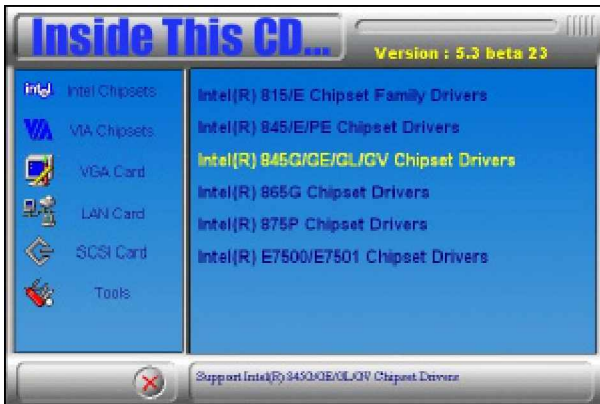 Inside This CD...
Version : 5.3 beta 23
intel Intel Chipsets
VIA VIA Chipsets
VGA Card
LAN Card
SCSI Card
Tools
Intel(R) 815/E Chipset Family Drivers
Intel(R) 845/E/PE Chipset Drivers
Intel(R) 845G/GE/GL/GV Chipset Drivers
Intel(R) 865G Chipset Drivers
Intel(R) 875P Chipset Drivers
Intel(R) E7500/E7501 Chipset Drivers
Support Intel(R) 845G/GE/GL/GV Chipset Drivers